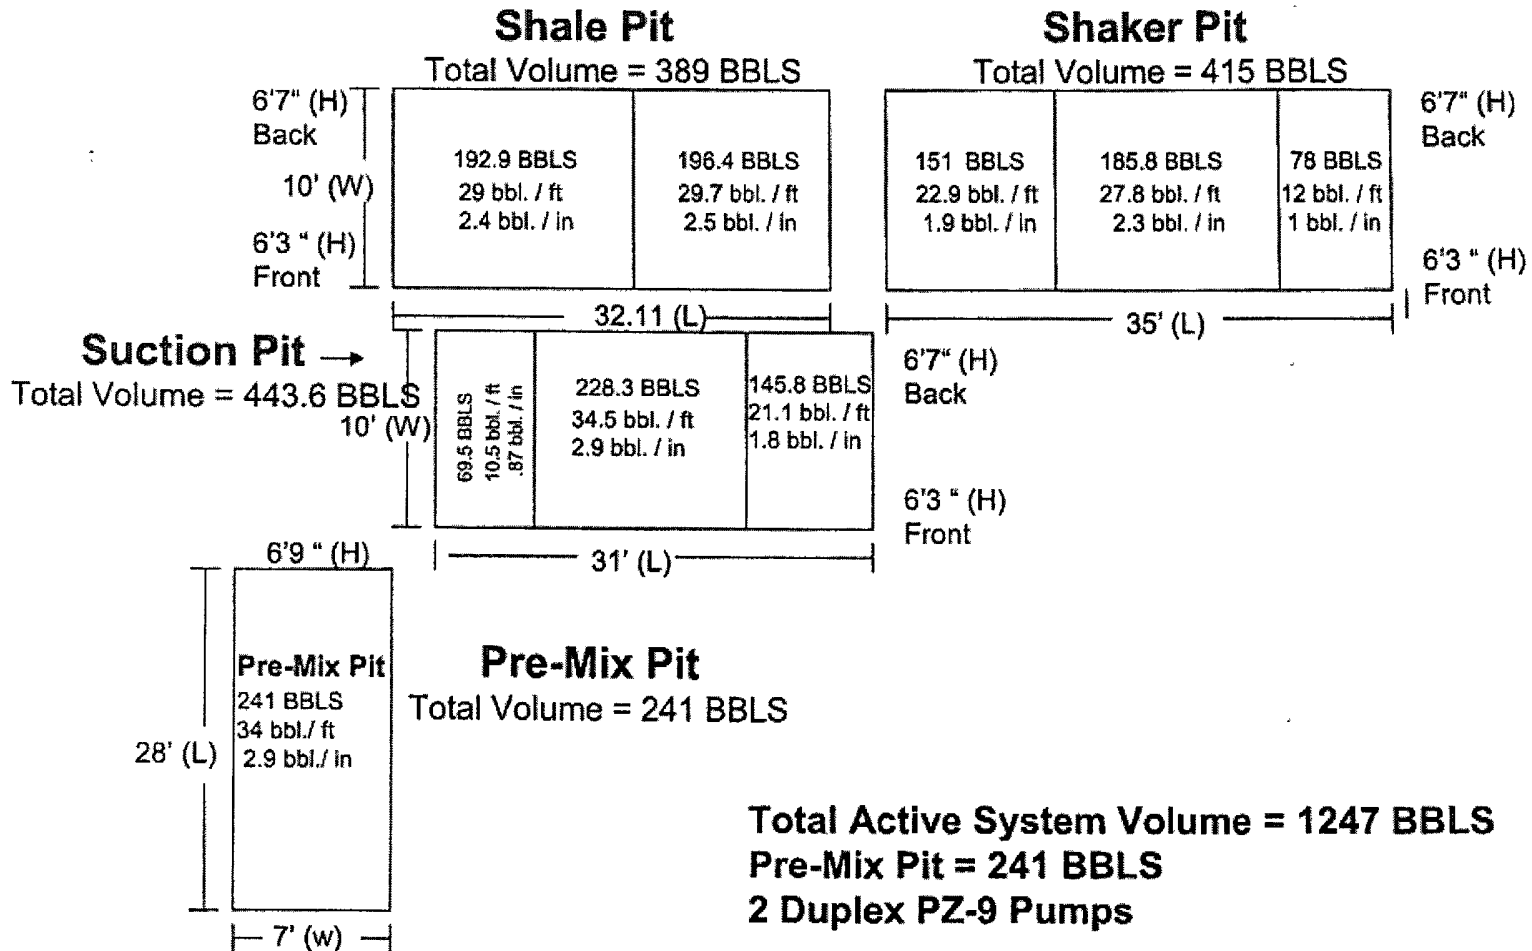 Shale Pit
Total Volume = 389 BBLS
6'7" (H)
Back
10' (W)
6'3 " (H)
Front
192.9 BBLS
29 bbl. / ft
2.4 bbl. / in
196.4 BBLS
29.7 bbl. / ft
2.5 bbl. / in
32.11 (L)
Shaker Pit
Total Volume = 415 BBLS
151 BBLS
22.9 bbl. / ft
1.9 bbl. / in
185.8 BBLS
27.8 bbl. / ft
2.3 bbl. / in
78 BBLS
12 bbl. / ft
1 bbl. / in
6'7" (H)
Back
6'3 " (H)
Front
35' (L)
Suction Pit
Total Volume = 443.6 BBLS
10' (W)
69.5 BBLS
10.5 bbl. / ft
.87 bbl. / in
228.3 BBLS
34.5 bbl. / ft
2.9 bbl. / in
145.8 BBLS
21.1 bbl. / ft
1.8 bbl. / in
6'7" (H)
Back
6'3 " (H)
Front
31' (L)
6'9 " (H)
Pre-Mix Pit
241 BBLS
34 bbl./ ft
2.9 bbl./ in
28' (L)
7' (w)
Pre-Mix Pit
Total Volume = 241 BBLS
Total Active System Volume = 1247 BBLS
Pre-Mix Pit = 241 BBLS
2 Duplex PZ-9 Pumps